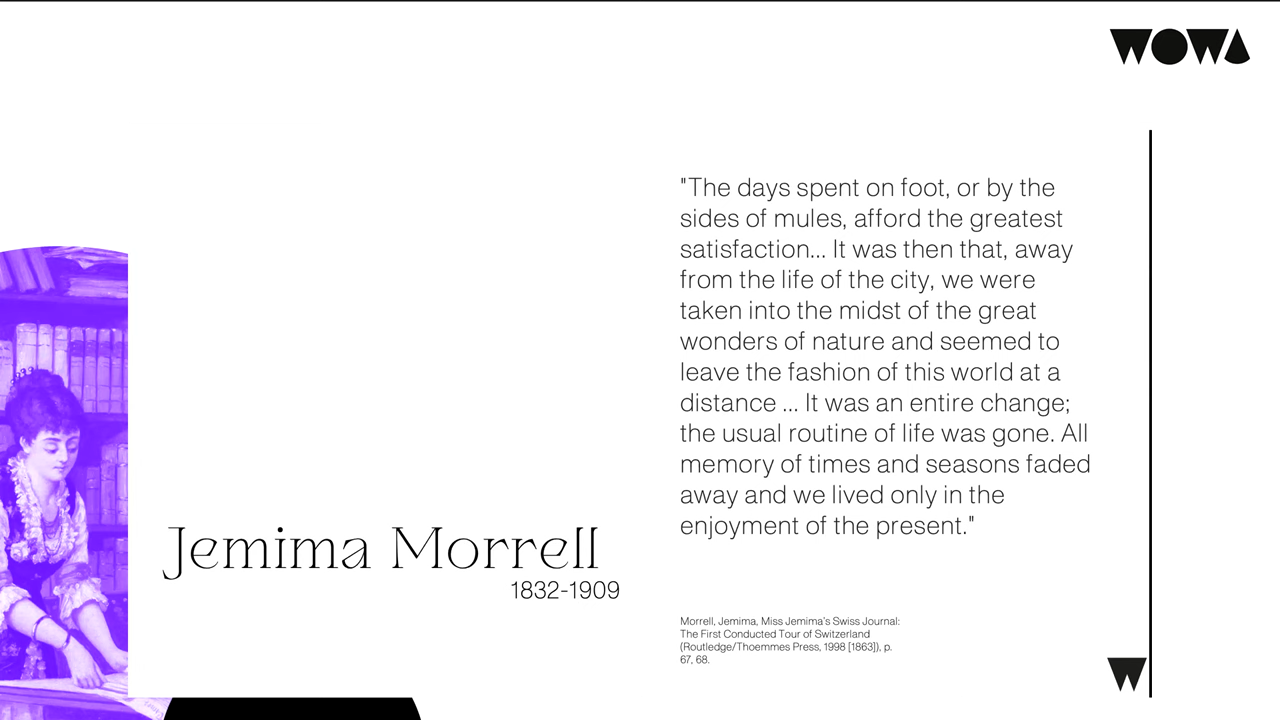 WOWA
"The days spent on foot, or by the
sides of mules, afford the greatest
satisfaction... It was then that, away
from the life of the city, we were
taken into the midst of the great
wonders of nature and seemed to
leave the fashion of this world at a
distance ... It was an entire change;
the usual routine of life was gone. All
memory of times and seasons faded
away and we lived only in the
enjoyment of the present."
Jemima Morrell
1832-1909
Morrell, Jemima, Miss Jemima's Swiss Journal:
The First Conducted Tour of Switzerland
(Routledge/Thoemmes Press, 1998 [1863]), p.
67, 68.
W